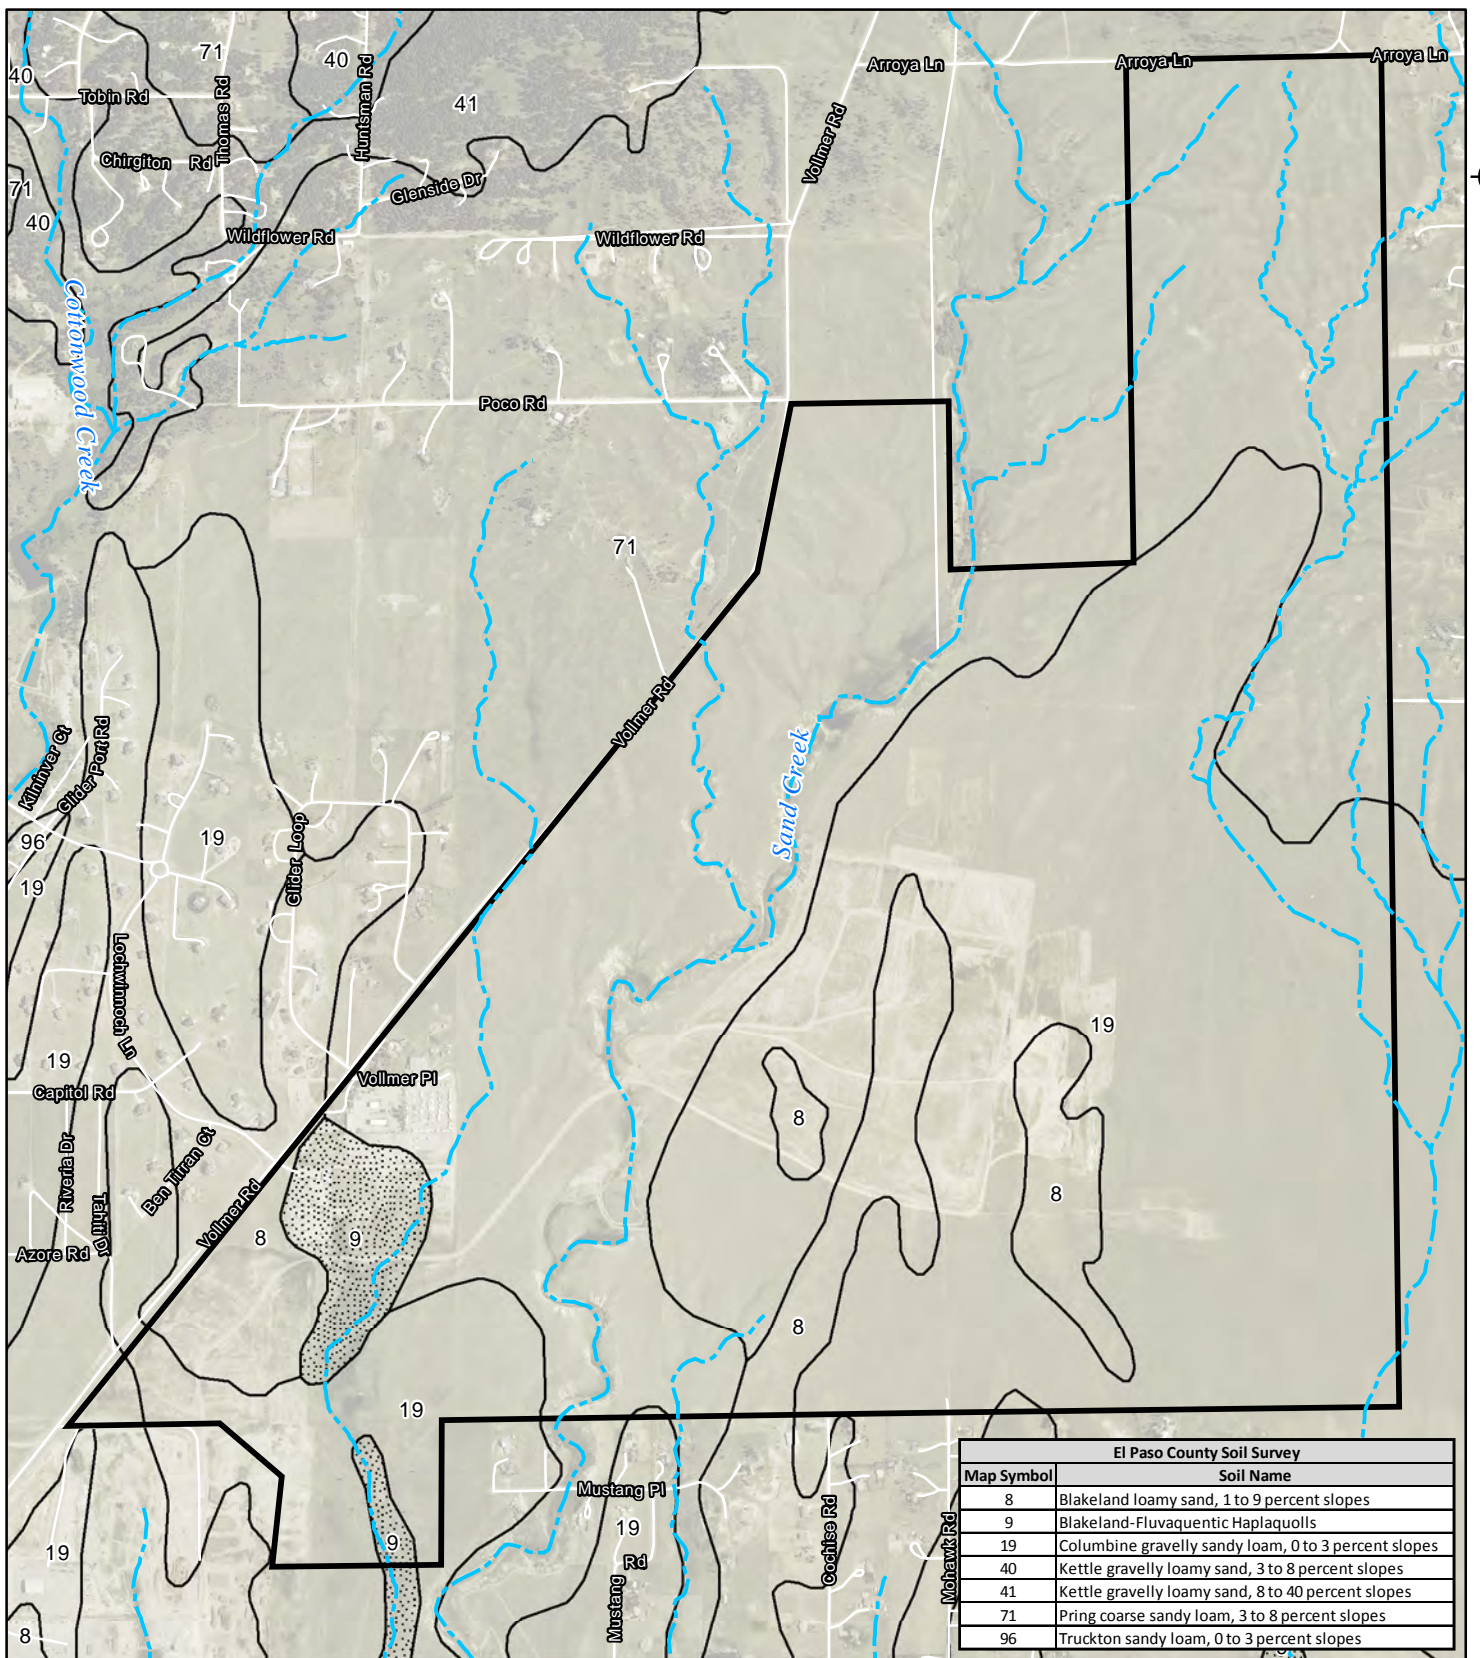 71
40
Arroya Ln
Arroya Ln
Arroya Ln
40
Tobin Rd
Thomas Rd
Huntsman Rd
41
Vollmer Rd
Chirgiton Rd
Glenside Dr
71
40
Wildflower Rd
Wildflower Rd
Cottonwood Creek
Poco Rd
71
Vollmer Rd
Kilninver Ct
Glider Port Rd
Sand Creek
96
19
Glider Loop
19
Lochwinnoch Ln
19
19
Vollmer Pl
Capitol Rd
8
Riveria Dr
Ben Tirran Ct
Tahiti Dr
Vollmer Rd
8
8
9
Azore Rd
8
19
Mustang Pl
19
9
Mustang Rd
Cochise Rd
Mohawk Rd
19
8
El Paso County Soil Survey
Map Symbol Soil Name
8 Blakeland loamy sand, 1 to 9 percent slopes
9 Blakeland-Fluvaquentic Haplaquolls
19 Columbine gravelly sandy loam, 0 to 3 percent slopes
40 Kettle gravelly loamy sand, 3 to 8 percent slopes
41 Kettle gravelly loamy sand, 8 to 40 percent slopes
71 Pring coarse sandy loam, 3 to 8 percent slopes
96 Truckton sandy loam, 0 to 3 percent slopes